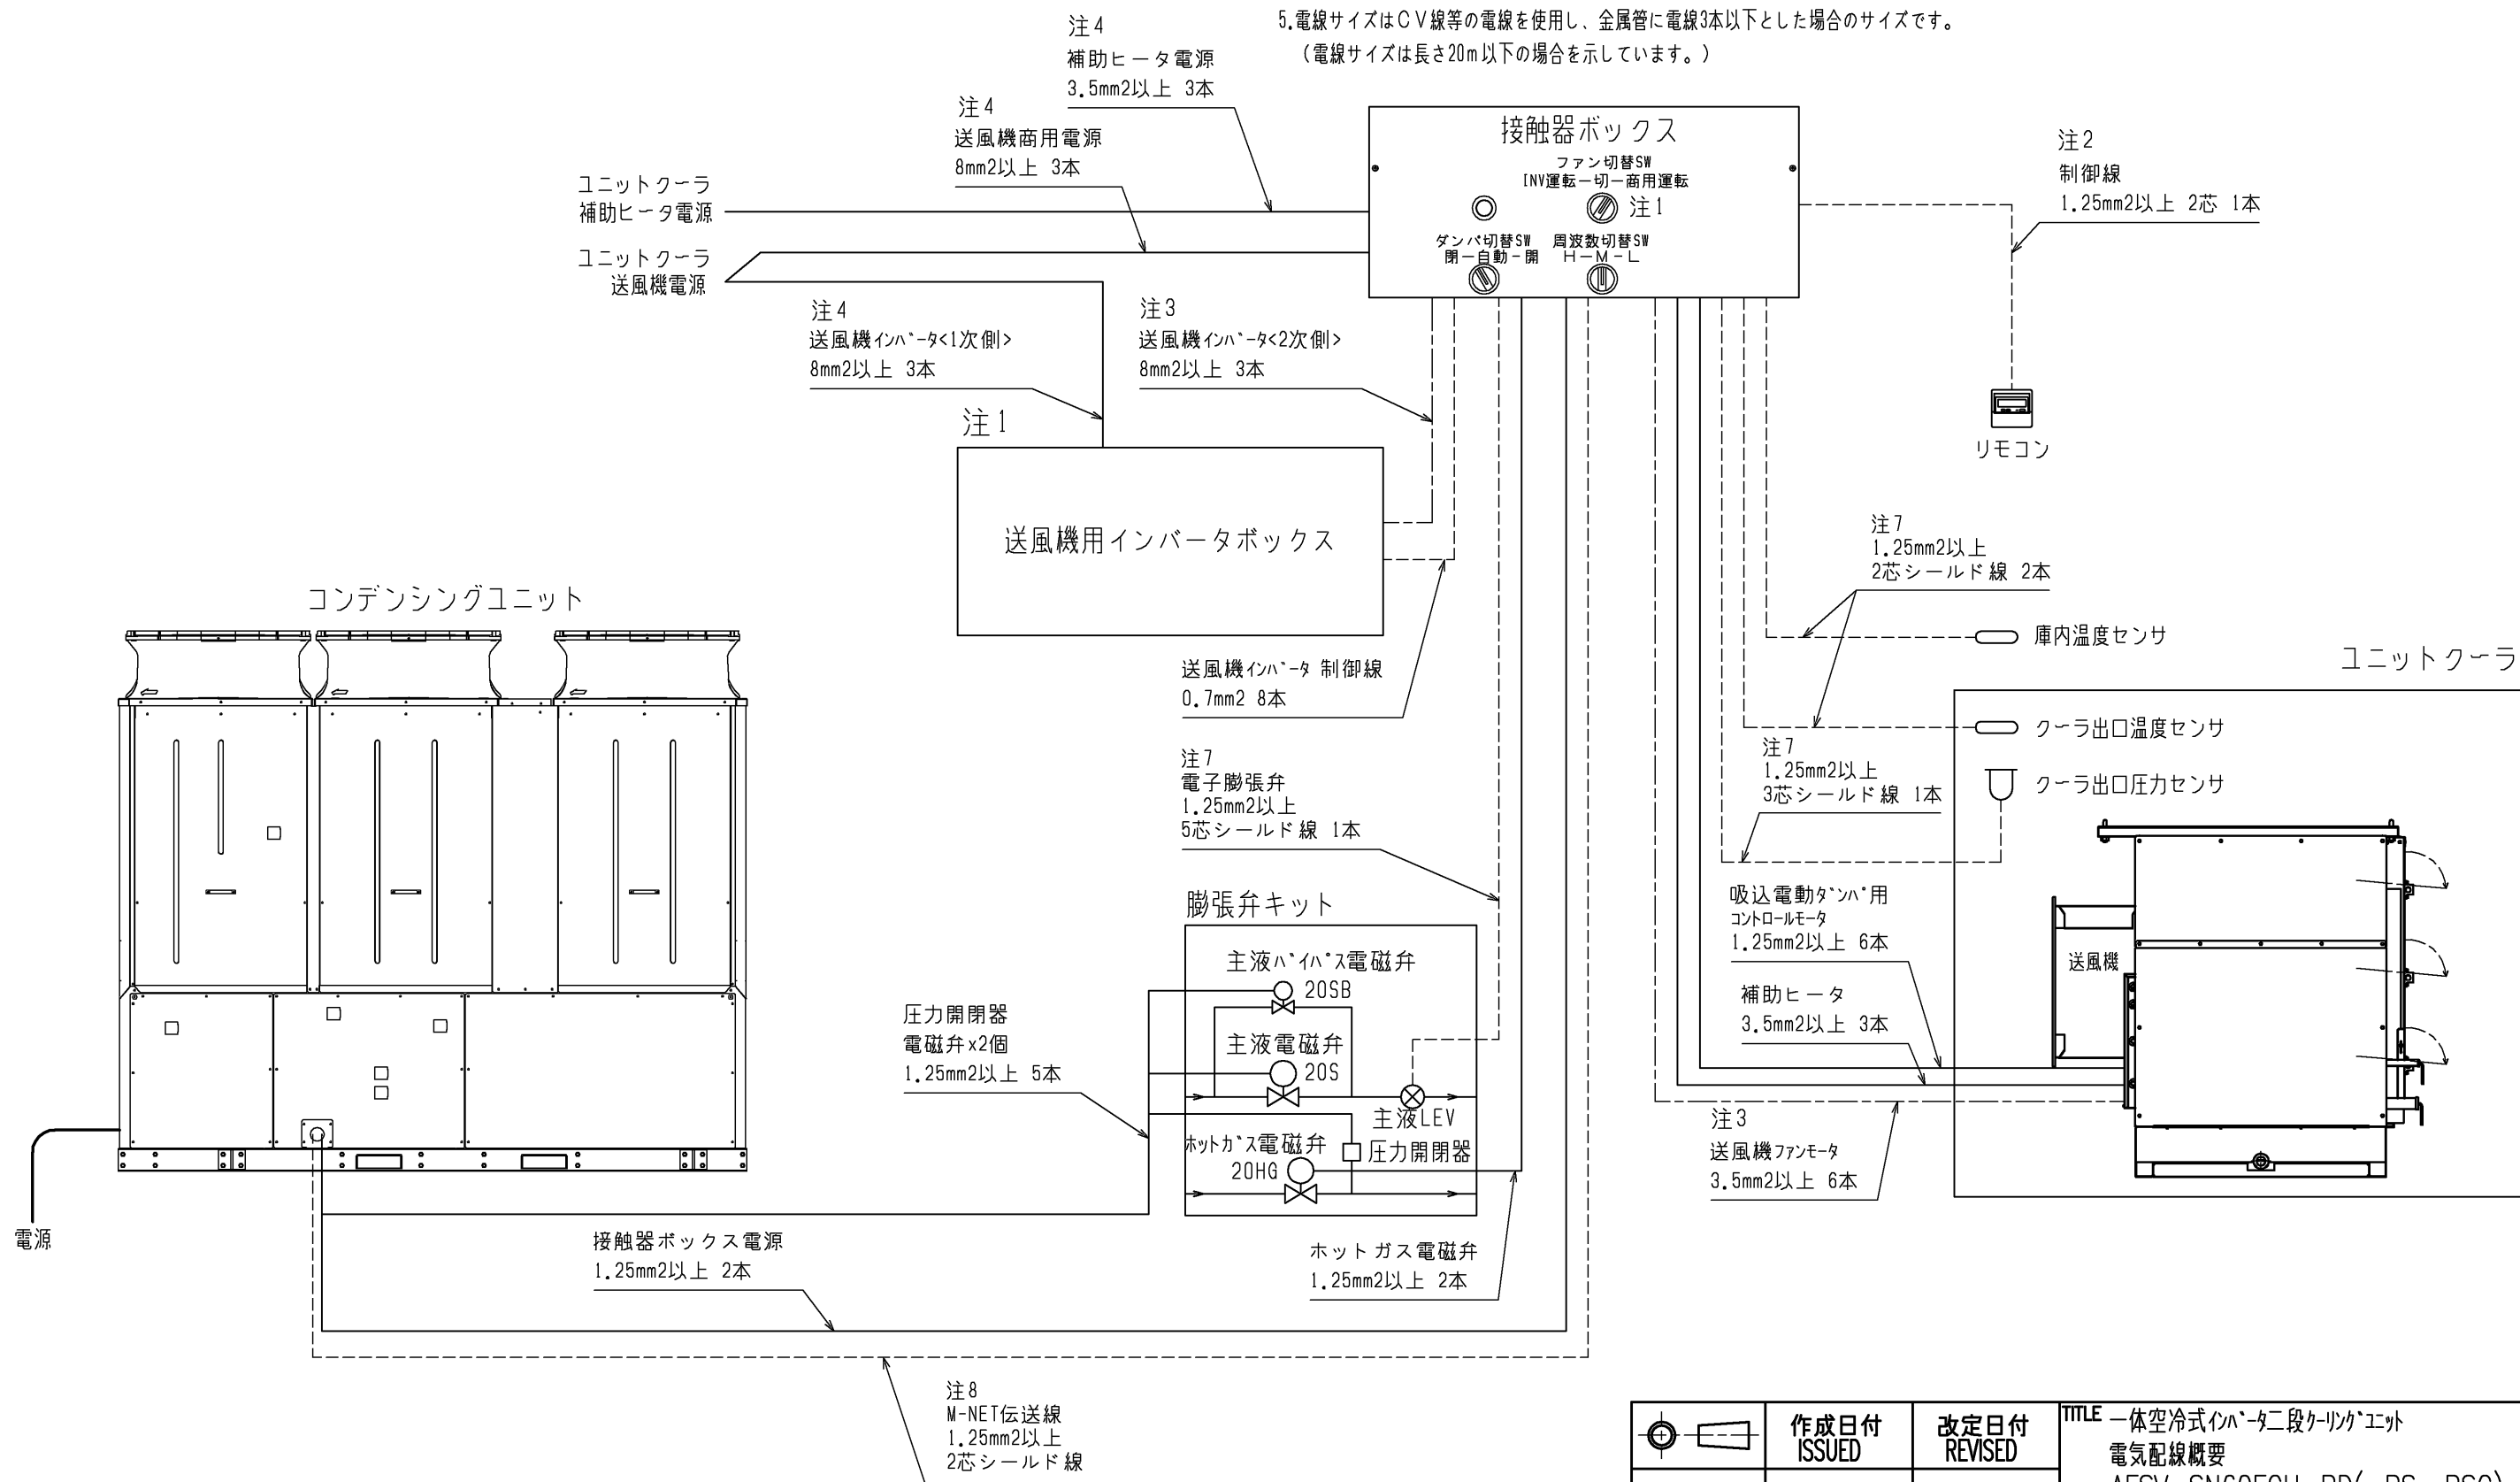 5.電線サイズはCV線等の電線を使用し、金属管に電線3本以下とした場合のサイズです。
（電線サイズは長さ20m以下の場合を示しています。）
注4
補助ヒータ電源
3.5mm2以上 3本
注4
送風機商用電源
8mm2以上 3本
ユニットクーラ
補助ヒータ電源
ユニットクーラ
送風機電源
接触器ボックス
ファン切替SW
INV運転ー切ー商用運転
注1
ダンパ切替SW
閉ー自動-開
周波数切替SW
HーM-L
注2
制御線
1.25mm2以上 2芯 1本
リモコン
注4
送風機インバータ<1次側>
8mm2以上 3本
注3
送風機インバータ<2次側>
8mm2以上 3本
注1
送風機用インバータボックス
送風機インバータ 制御線
0.7mm2 8本
注7
1.25mm2以上
2芯シールド線 2本
庫内温度センサ
ユニットクーラ
クーラ出口温度センサ
注7
1.25mm2以上
3芯シールド線 1本
クーラ出口圧力センサ
コンデンシングユニット
電源
注7
電子膨張弁
1.25mm2以上
5芯シールド線 1本
膨張弁キット
主液バイパス電磁弁
20SB
主液電磁弁
20S
主液LEV
ホットガス電磁弁
20HG
圧力開閉器
圧力開閉器
電磁弁x2個
1.25mm2以上 5本
吸込電動ダンパ用
コントロールモータ
1.25mm2以上 6本
送風機
補助ヒータ
3.5mm2以上 3本
注3
送風機ファンモータ
3.5mm2以上 6本
接触器ボックス電源
1.25mm2以上 2本
ホットガス電磁弁
1.25mm2以上 2本
注8
M-NET伝送線
1.25mm2以上
2芯シールド線
作成日付
ISSUED
改定日付
REVISED
TITLE
一体空冷式インバータ二段クーリングユニット
電気配線概要